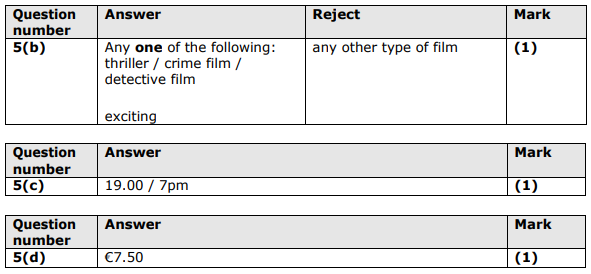 Question number Answer Reject Mark
5(b) Any one of the following: any other type of film (1)
thriller / crime film /
detective film
exciting
Question number Answer Mark
5(c) 19.00 / 7pm (1)
Question number Answer Mark
5(d) €7.50 (1)